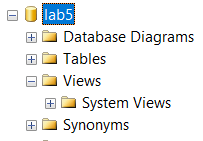 lab5
Database Diagrams
Tables
Views
System Views
Synonyms